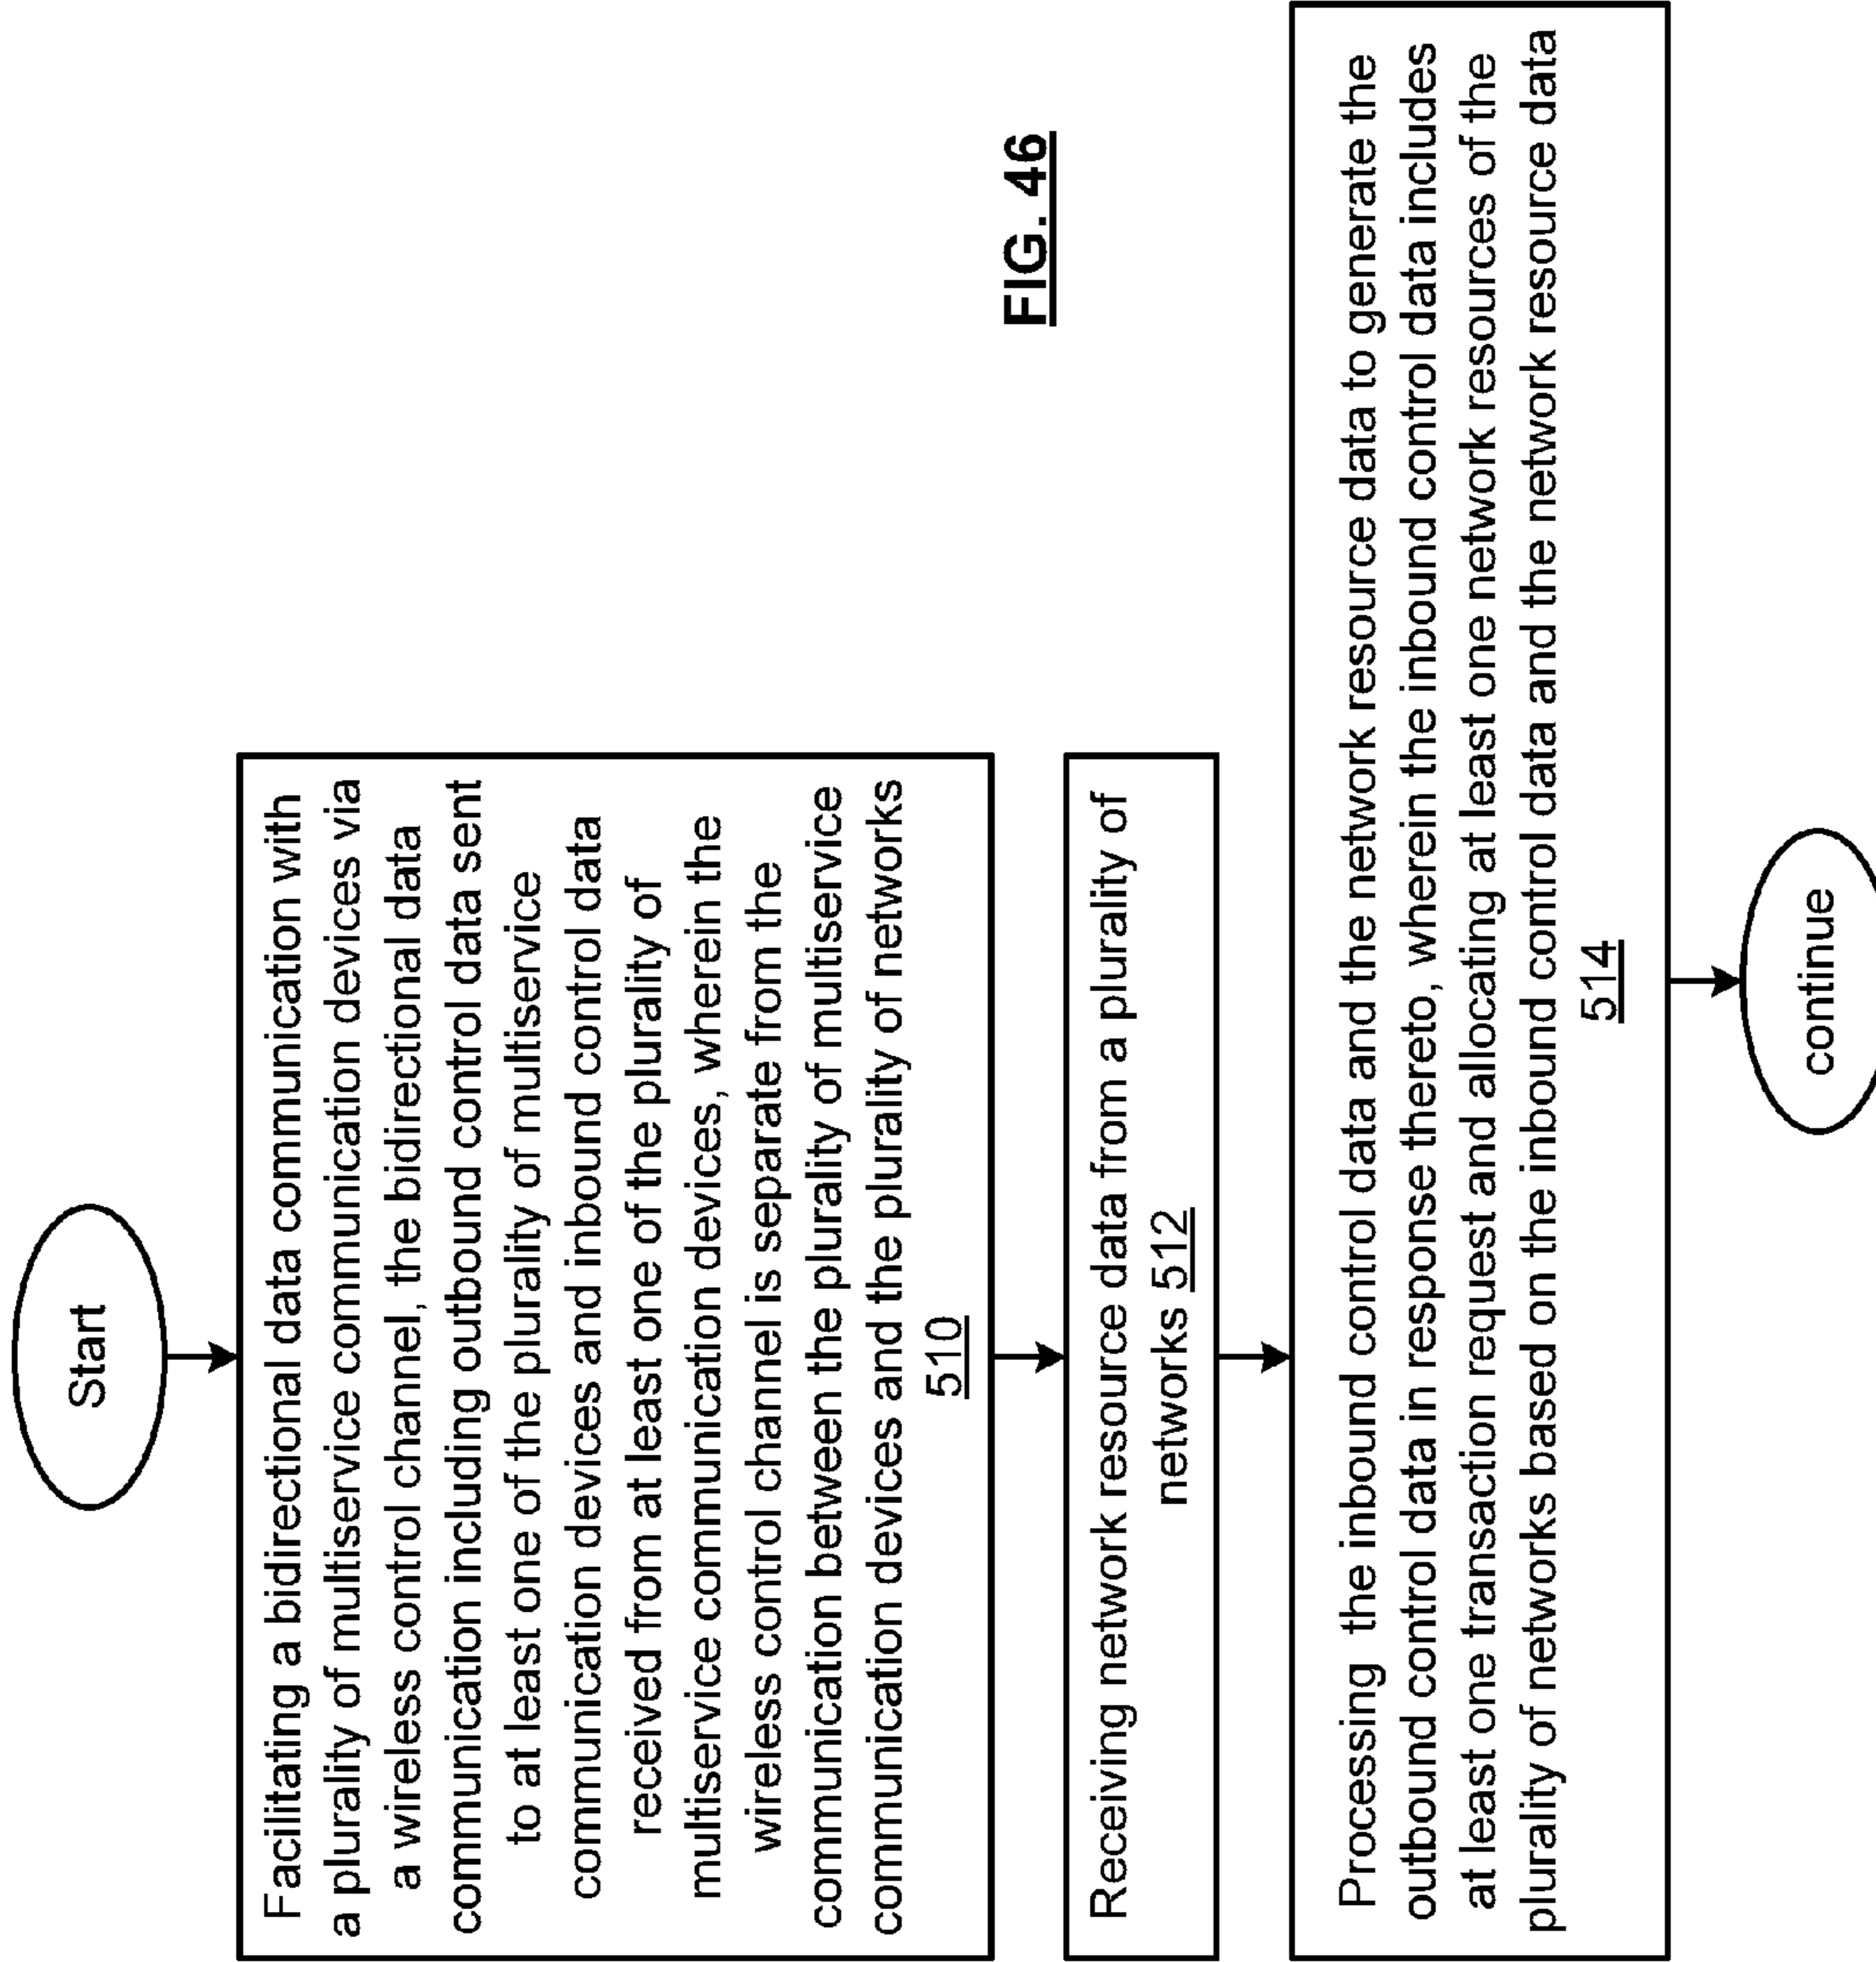 Start
Facilitating a bidirectional data communication with
a plurality of multiservice communication devices via
a wireless control channel, the bidirectional data
communication including outbound control data sent
to at least one of the plurality of multiservice
communication devices and inbound control data
received from at least one of the plurality of
multiservice communication devices, wherein the
wireless control channel is separate from the
communication between the plurality of multiservice
communication devices and the plurality of networks
510
Receiving network resource data from a plurality of
networks 512
FIG. 46
Processing the inbound control data and the network resource data to generate the
outbound control data in response thereto, wherein the inbound control data includes
at least one transaction request and allocating at least one network resources of the
plurality of networks based on the inbound control data and the network resource data
514
continue